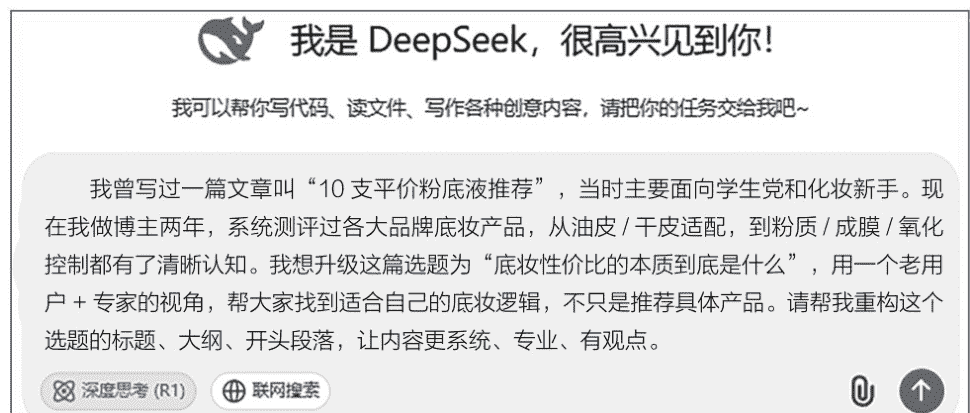 我是 DeepSeek，很高兴见到你！
我可以帮你写代码、读文件、写作各种创意内容，请把你的任务交给我吧~
我曾写过一篇文章叫“10 支平价粉底液推荐”，当时主要面向学生党和化妆新手。现
在我做博主两年，系统测评过各大品牌底妆产品，从油皮 / 干皮适配，到粉质 / 成膜 / 氧化
控制都有了清晰认知。我想升级这篇选题为“底妆性价比的本质到底是什么”，用一个老用
户 + 专家的视角，帮大家找到适合自己的底妆逻辑，不只是推荐具体产品。请帮我重构这个
选题的标题、大纲、开头段落，让内容更系统、专业、有观点。
深度思考 (R1) 联网搜索